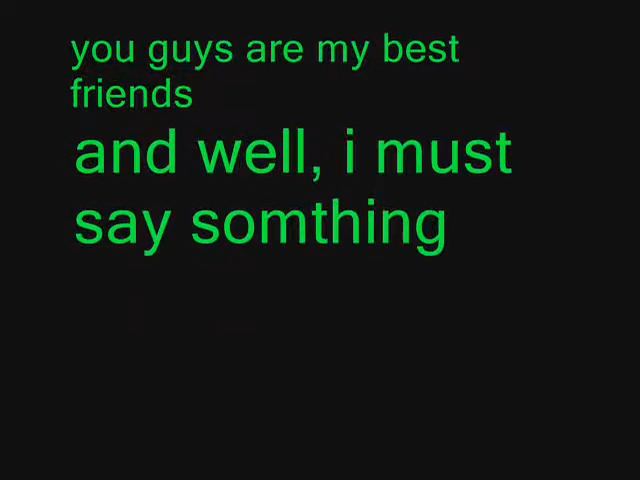 you guys are my best
friends
and well, i must
say somthing